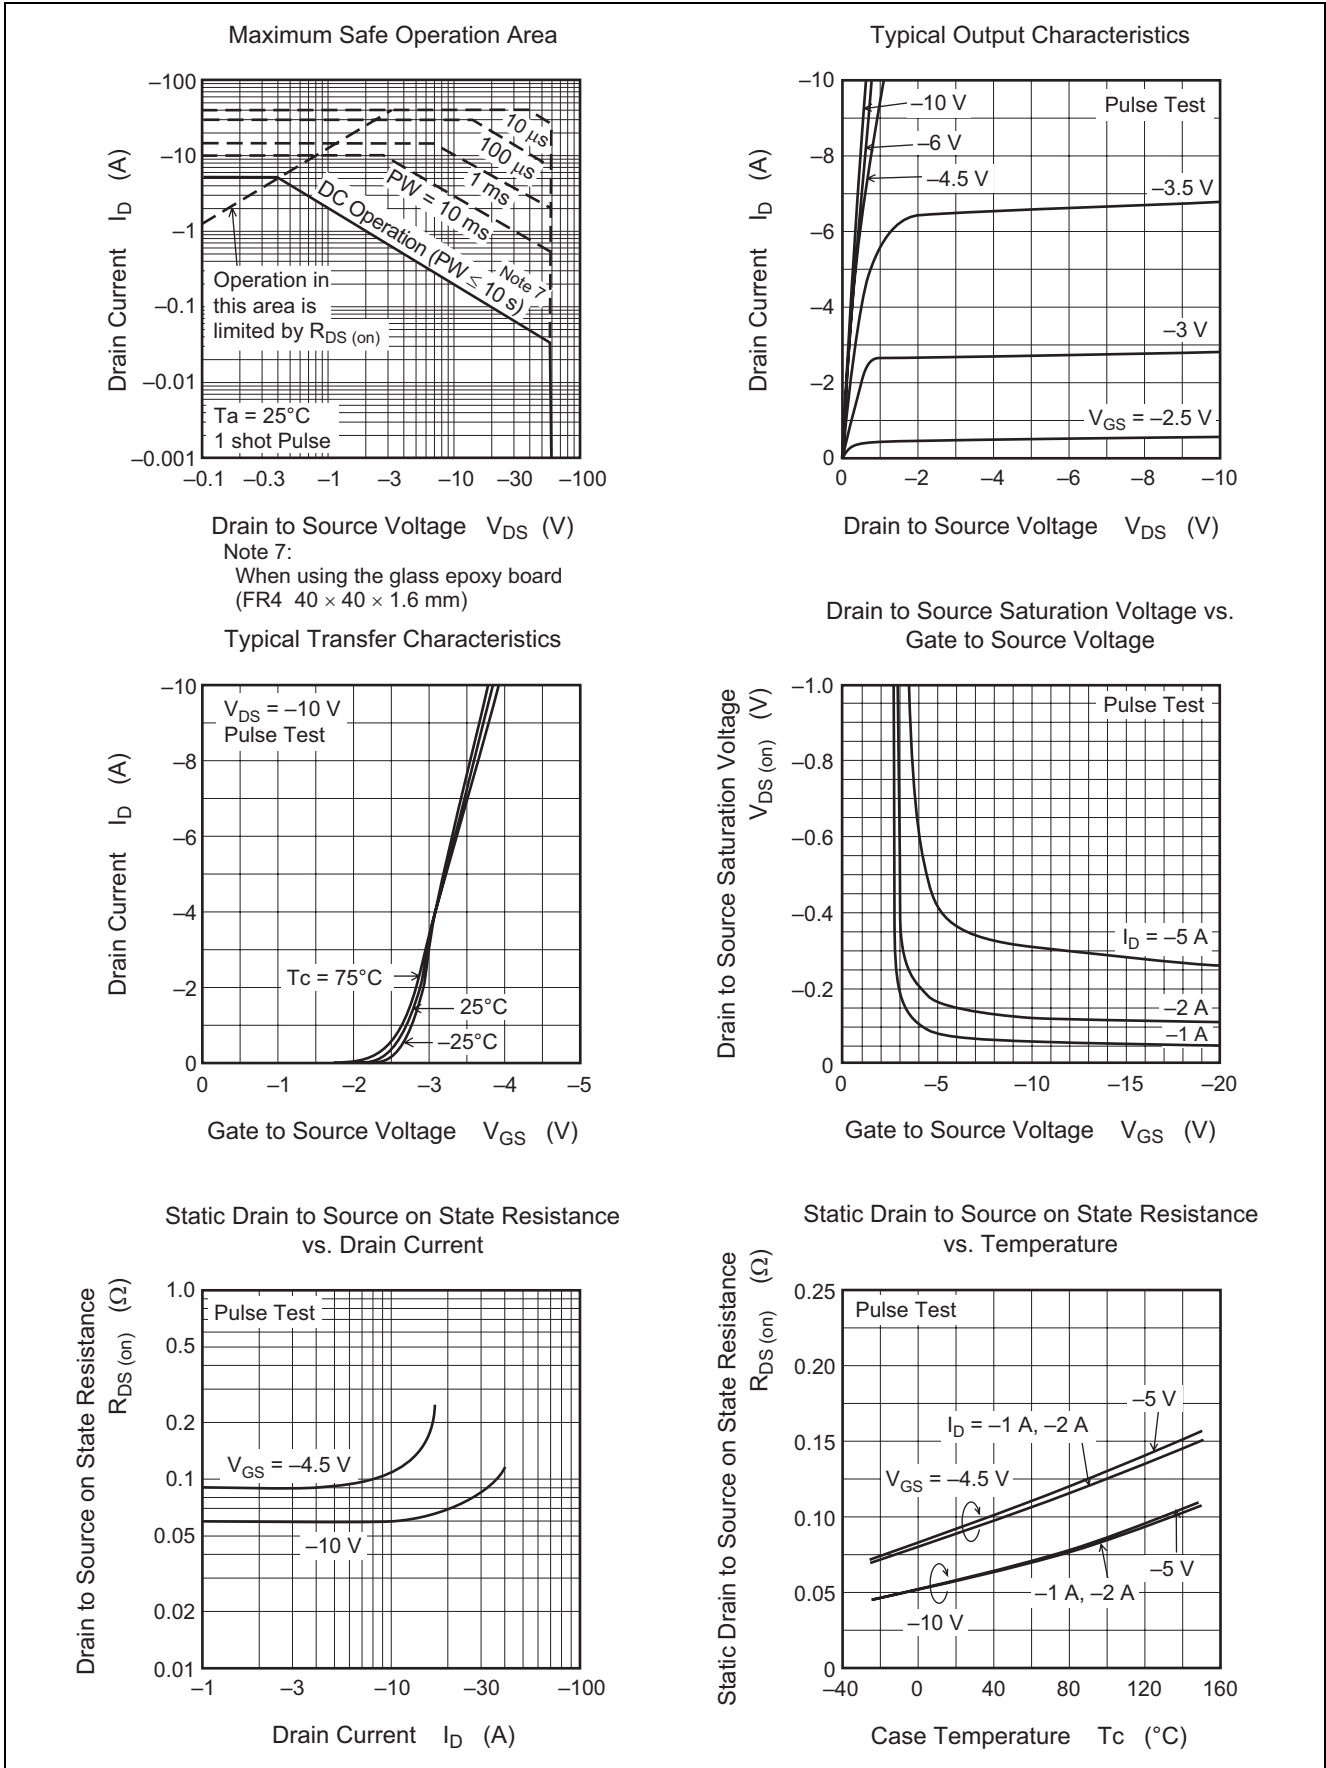 Maximum Safe Operation Area
Drain Current I_D (A)
–100
–10
–1
–0.1
–0.01
–0.001
10 µs
100 µs
1 ms
PW = 10 ms
DC Operation (PW ≤ 10 s)
Note 7
Operation in
this area is
limited by R_DS (on)
Ta = 25°C
1 shot Pulse
–0.1 –0.3 –1 –3 –10 –30 –100
Drain to Source Voltage V_DS (V)
Note 7:
When using the glass epoxy board
(FR4 40 × 40 × 1.6 mm)
Typical Output Characteristics
Drain Current I_D (A)
–10
–8
–6
–4
–2
0
Pulse Test
–10 V
–6 V
–4.5 V
–3.5 V
–3 V
V_GS = –2.5 V
0 –2 –4 –6 –8 –10
Drain to Source Voltage V_DS (V)
Typical Transfer Characteristics
Drain Current I_D (A)
–10
–8
–6
–4
–2
0
V_DS = –10 V
Pulse Test
Tc = 75°C
25°C
–25°C
0 –1 –2 –3 –4 –5
Gate to Source Voltage V_GS (V)
Drain to Source Saturation Voltage vs.
Gate to Source Voltage
Drain to Source Saturation Voltage
V_DS (on) (V)
–1.0
–0.8
–0.6
–0.4
–0.2
0
Pulse Test
I_D = –5 A
–2 A
–1 A
0 –5 –10 –15 –20
Gate to Source Voltage V_GS (V)
Static Drain to Source on State Resistance
vs. Drain Current
Drain to Source on State Resistance
R_DS (on) (Ω)
1.0
0.5
0.2
0.1
0.05
0.02
0.01
Pulse Test
V_GS = –4.5 V
–10 V
–1 –3 –10 –30 –100
Drain Current I_D (A)
Static Drain to Source on State Resistance
vs. Temperature
Static Drain to Source on State Resistance
R_DS (on) (Ω)
0.25
0.20
0.15
0.10
0.05
0
Pulse Test
–5 V
I_D = –1 A, –2 A
V_GS = –4.5 V
–5 V
–1 A, –2 A
–10 V
–40 0 40 80 120 160
Case Temperature Tc (°C)